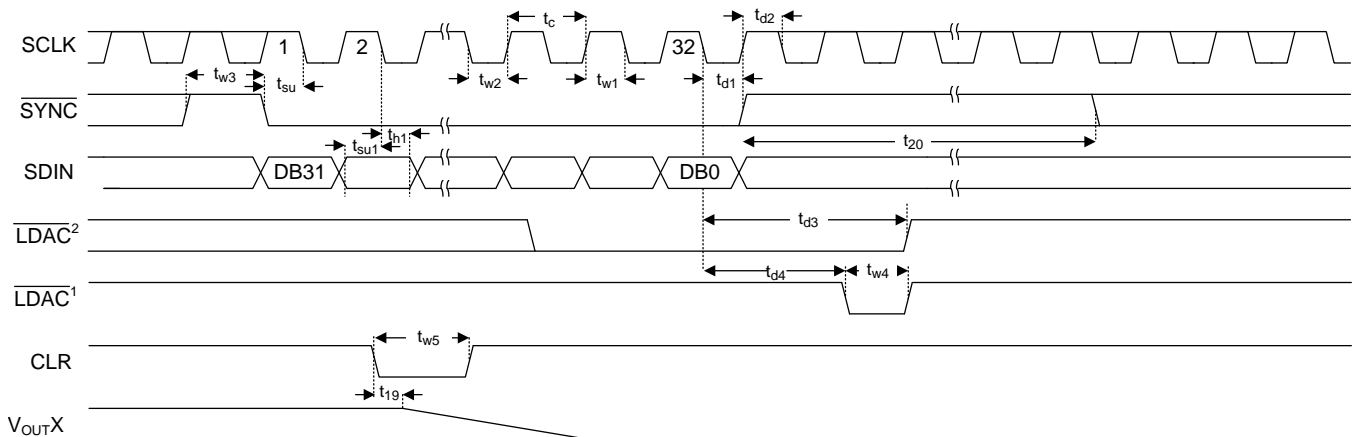 t_c
t_d2
SCLK
1
2
32
t_w3
t_su
t_w2
t_w1
t_d1
SYNC
t_su1
t_h1
t_20
SDIN
DB31
DB0
t_d3
LDAC²
t_d4
t_w4
LDAC¹
t_w5
CLR
t_19
V_OUTX